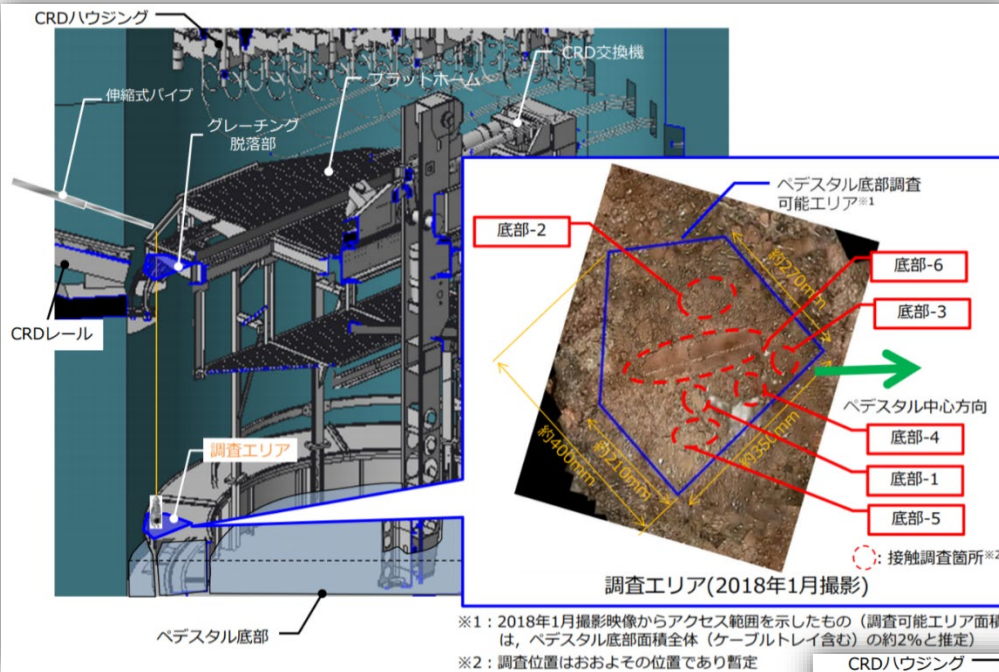 CRDハウジング
CRD交換機
プラットホーム
伸縮式パイプ
グレーチング
脱落部
ペデスタル底部調査
可能エリア※1
底部-2
約270mm
底部-6
底部-3
CRDレール
ペデスタル中心方向
調査エリア
約400mm
約210mm
約350mm
底部-4
底部-1
底部-5
:接触調査箇所※2
調査エリア(2018年1月撮影)
ペデスタル底部
※1:2018年1月撮影映像からアクセス範囲を示したもの(調査可能エリア面積
は,ペデスタル底部面積全体(ケーブルトレイ含む)の約2%と推定)
※2:調査位置はおおよその位置であり暫定
CRDハウジング